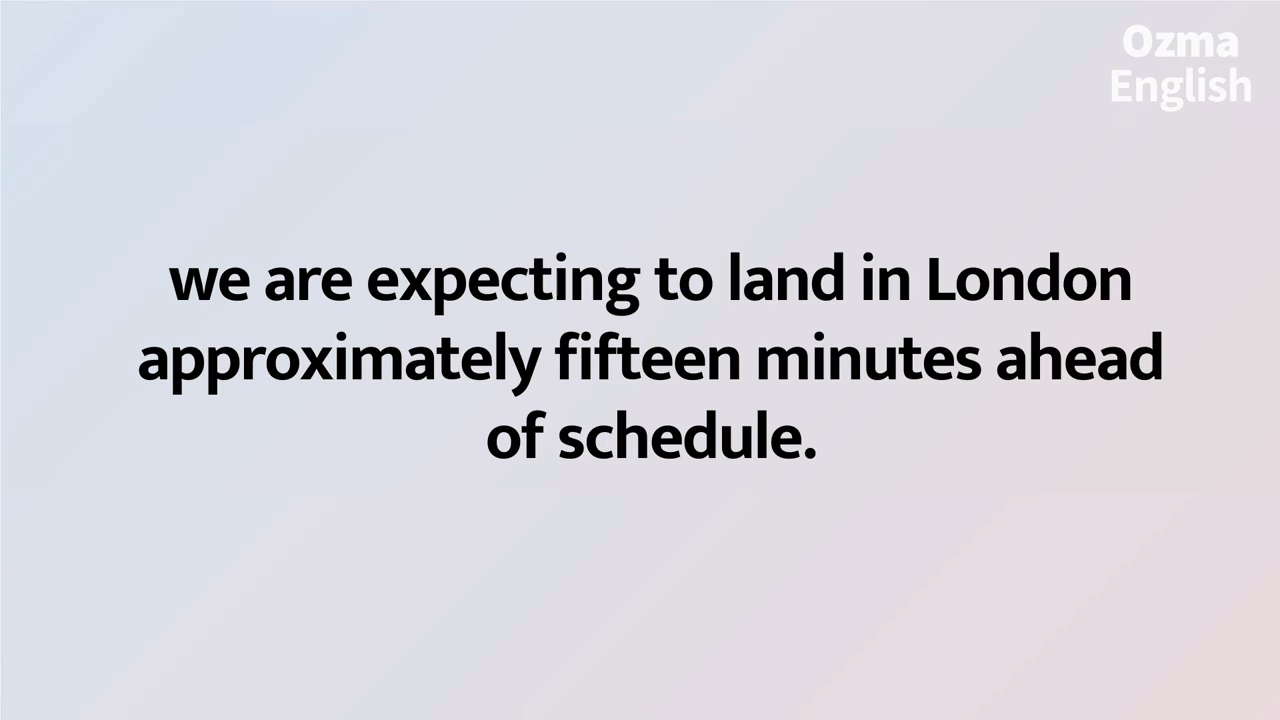 Ozma
English
we are expecting to land in London
approximately fifteen minutes ahead
of schedule.